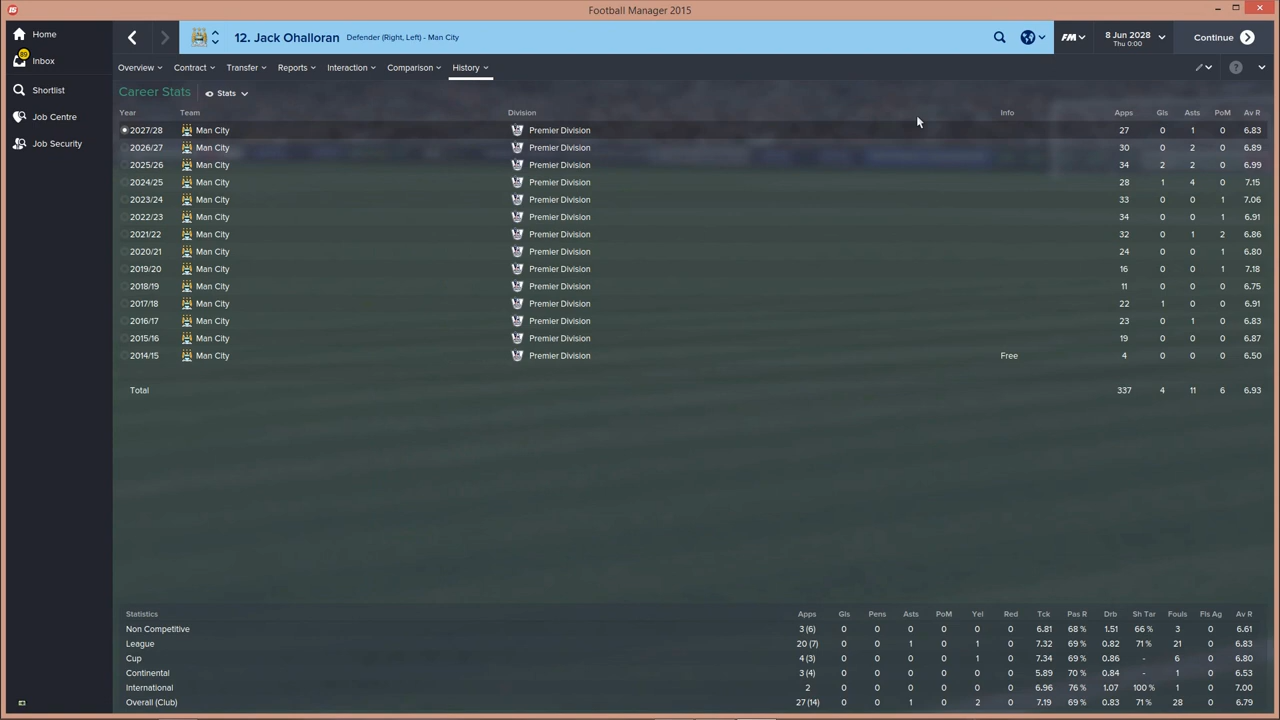 Football Manager 2015
Home
12. Jack Ohalloran Defender (Right, Left) - Man City
FM
8 Jun 2028
Thu 0:00
Continue
89
Inbox
Overview Contract Transfer Reports Interaction Comparison History
?
Shortlist
Career Stats Stats
Job Centre
Year Team Division Info Apps Gls Asts PoM Av R
2027/28 Man City Premier Division 27 0 1 0 6.83
Job Security
2026/27 Man City Premier Division 30 0 2 0 6.89
2025/26 Man City Premier Division 34 2 2 0 6.99
2024/25 Man City Premier Division 28 1 4 0 7.15
2023/24 Man City Premier Division 33 0 0 1 7.06
2022/23 Man City Premier Division 34 0 0 1 6.91
2021/22 Man City Premier Division 32 0 1 2 6.86
2020/21 Man City Premier Division 24 0 0 1 6.80
2019/20 Man City Premier Division 16 0 0 1 7.18
2018/19 Man City Premier Division 11 0 0 0 6.75
2017/18 Man City Premier Division 22 1 0 0 6.91
2016/17 Man City Premier Division 23 0 1 0 6.83
2015/16 Man City Premier Division 19 0 0 0 6.87
2014/15 Man City Premier Division Free 4 0 0 0 6.50
Total 337 4 11 6 6.93
Statistics Apps Gls Pens Asts PoM Yel Red Tck Pas R Drb Sh Tar Fouls Fls Ag Av R
Non Competitive 3 (6) 0 0 0 0 0 0 6.81 68 % 1.51 66 % 3 0 6.61
League 20 (7) 0 0 1 0 1 0 7.32 69 % 0.82 71 % 21 0 6.83
Cup 4 (3) 0 0 0 0 1 0 7.34 69 % 0.86 - 6 0 6.80
Continental 3 (4) 0 0 0 0 0 0 5.89 70 % 0.84 - 1 0 6.53
International 2 0 0 0 0 0 0 6.96 76 % 1.07 100 % 1 0 7.00
Overall (Club) 27 (14) 0 0 1 0 2 0 7.19 69 % 0.83 71 % 28 0 6.79